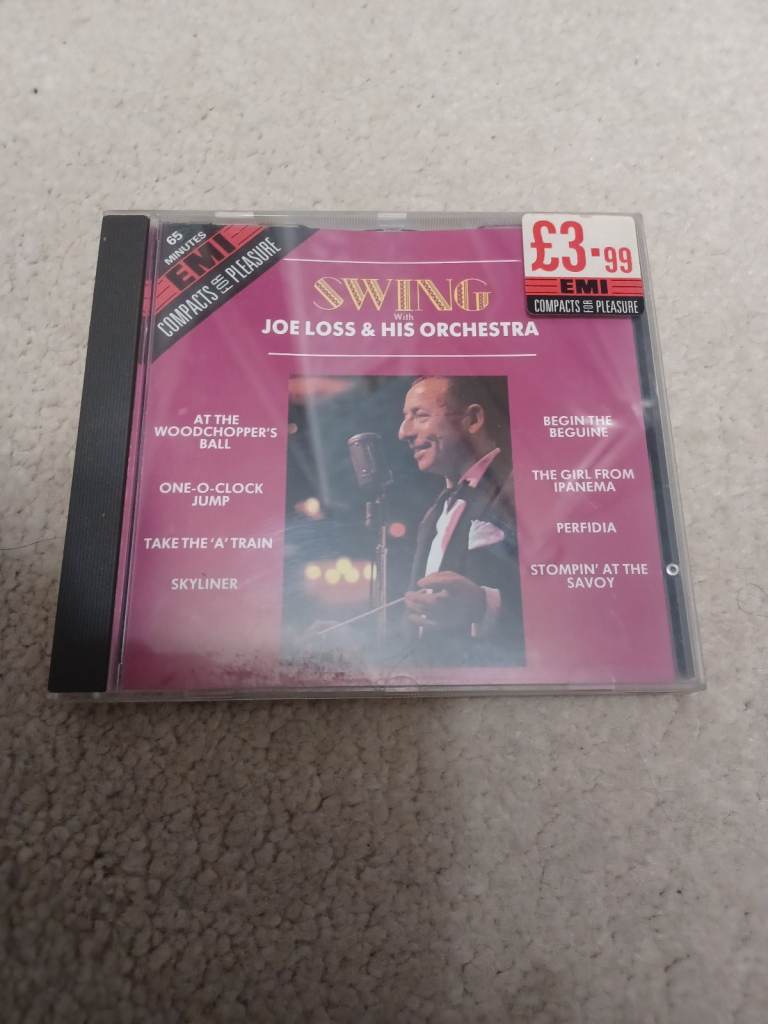 65
MINUTES
EMI
COMPACTS FOR PLEASURE
£3.99
EMI
COMPACTS FOR PLEASURE
SWING
With
JOE LOSS & HIS ORCHESTRA
AT THE
WOODCHOPPER'S
BALL
ONE-O-CLOCK
JUMP
TAKE THE 'A' TRAIN
SKYLINER
BEGIN THE
BEGUINE
THE GIRL FROM
IPANEMA
PERFIDIA
STOMPIN' AT THE
SAVOY